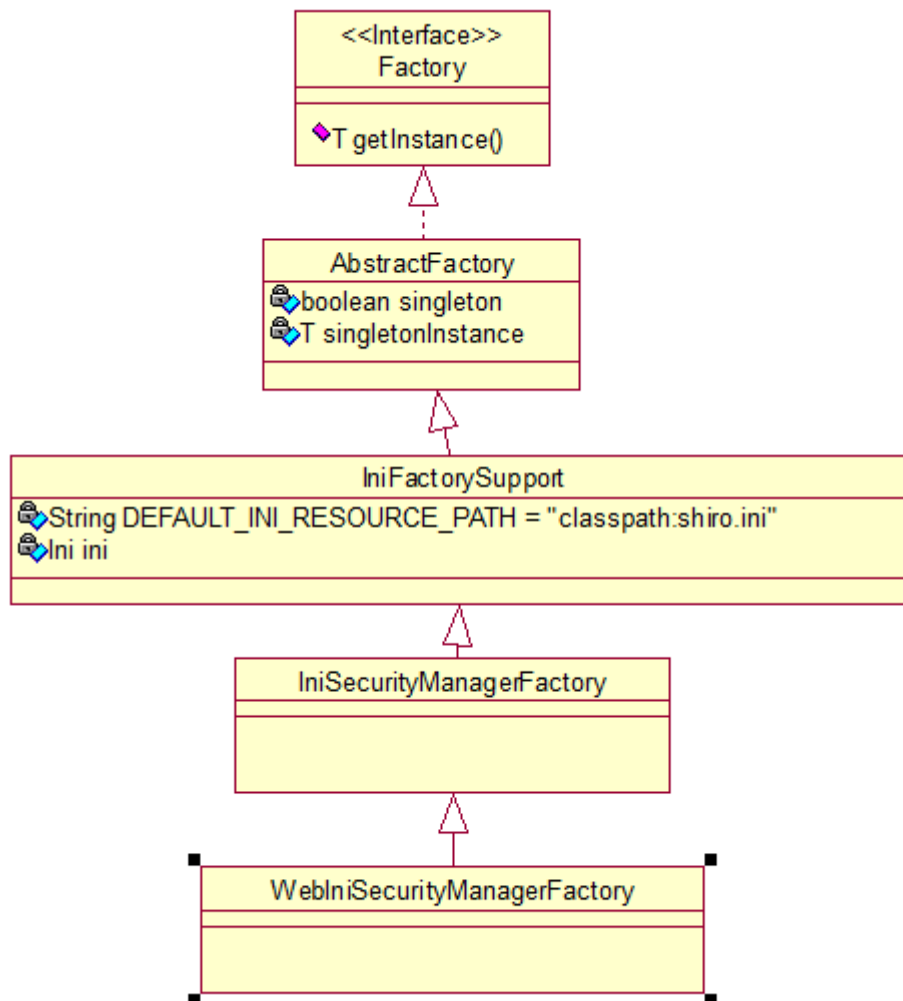 <<Interface>>
Factory
T getInstance()
AbstractFactory
boolean singleton
T singletonInstance
IniFactorySupport
String DEFAULT_INI_RESOURCE_PATH = "classpath:shiro.ini"
Ini ini
IniSecurityManagerFactory
WebIniSecurityManagerFactory